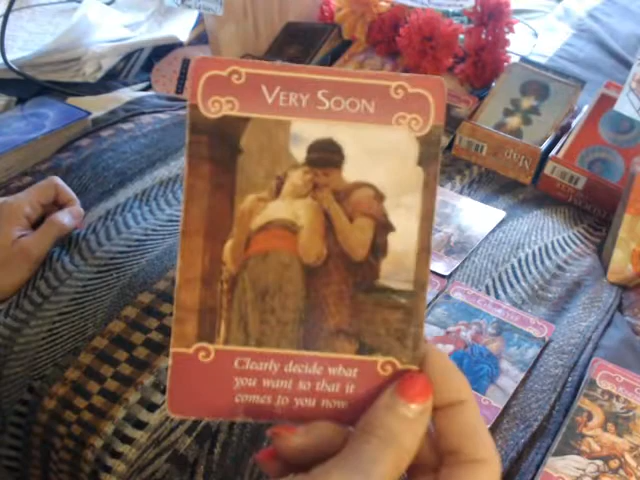 VERY SOON
Clearly decide what
you want so that it
comes to you now